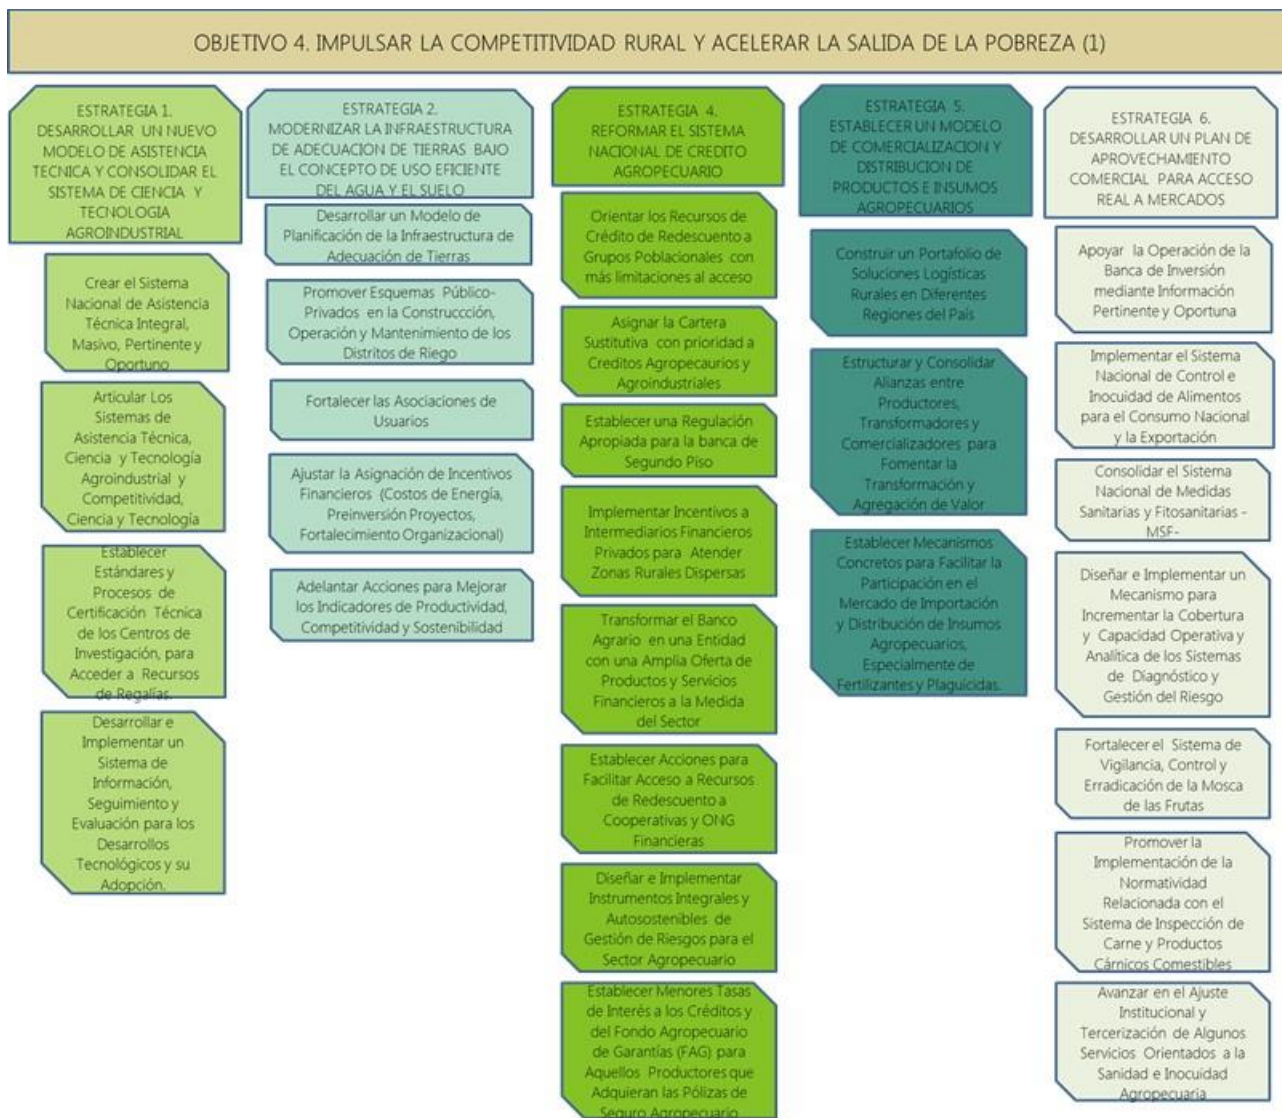 OBJETIVO 4. IMPULSAR LA COMPETITIVIDAD RURAL Y ACELERAR LA SALIDA DE LA POBREZA (1)
ESTRATEGIA 1.
DESARROLLAR UN NUEVO
MODELO DE ASISTENCIA
TECNICA Y CONSOLIDAR EL
SISTEMA DE CIENCIA Y
TECNOLOGIA
AGROINDUSTRIAL
Crear el Sistema
Nacional de Asistencia
Técnica Integral,
Masivo, Pertinente y
Oportuno
Articular Los
Sistemas de
Asistencia Técnica,
Ciencia y Tecnología
Agroindustrial y
Competitividad,
Ciencia y Tecnología
Establecer
Estándares y
Procesos de
Certificación Técnica
de los Centros de
Investigación, para
Acceder a Recursos
de Regalías.
Desarrollar e
Implementar un
Sistema de
Información,
Seguimiento y
Evaluación para los
Desarrollos
Tecnológicos y su
Adopción.
ESTRATEGIA 2.
MODERNIZAR LA INFRAESTRUCTURA
DE ADECUACION DE TIERRAS BAJO
EL CONCEPTO DE USO EFICIENTE
DEL AGUA Y EL SUELO
Desarrollar un Modelo de
Planificación de la Infraestructura de
Adecuación de Tierras
Promover Esquemas Público-
Privados en la Construccción,
Operación y Mantenimiento de los
Distritos de Riego
Fortalecer las Asociaciones de
Usuarios
Ajustar la Asignación de Incentivos
Financieros (Costos de Energía,
Preinversión Proyectos,
Fortalecimiento Organizacional)
Adelantar Acciones para Mejorar
los Indicadores de Productividad,
Competitividad y Sostenibilidad
ESTRATEGIA 4.
REFORMAR EL SISTEMA
NACIONAL DE CREDITO
AGROPECUARIO
Orientar los Recursos de
Crédito de Redescuento a
Grupos Poblacionales con
más limitaciones al acceso
Asignar la Cartera
Sustitutiva con prioridad a
Creditos Agropecaurios y
Agroindustriales
Establecer una Regulación
Apropiada para la banca de
Segundo Piso
Implementar Incentivos a
Intermediarios Financieros
Privados para Atender
Zonas Rurales Dispersas
Transformar el Banco
Agrario en una Entidad
con una Amplia Oferta de
Productos y Servicios
Financieros a la Medida
del Sector
Establecer Acciones para
Facilitar Acceso a Recursos
de Redescuento a
Cooperativas y ONG
Financieras
Diseñar e Implementar
Instrumentos Integrales y
Autosostenibles de
Gestión de Riesgos para el
Sector Agropecuario
Establecer Menores Tasas
de Interés a los Créditos y
del Fondo Agropecuario
de Garantías (FAG) para
Aquellos Productores que
Adquieran las Pólizas de
Seguro Agropecuario
ESTRATEGIA 5.
ESTABLECER UN MODELO
DE COMERCIALIZACION Y
DISTRIBUCION DE
PRODUCTOS E INSUMOS
AGROPECUARIOS
Construir un Portafolio de
Soluciones Logísticas
Rurales en Diferentes
Regiones del País
Estructurar y Consolidar
Alianzas entre
Productores,
Transformadores y
Comercializadores para
Fomentar la
Transformación y
Agregación de Valor
Establecer Mecanismos
Concretos para Facilitar la
Participación en el
Mercado de Importación
y Distribución de Insumos
Agropecuarios,
Especialmente de
Fertilizantes y Plaguicidas.
ESTRATEGIA 6.
DESARROLLAR UN PLAN DE
APROVECHAMIENTO
COMERCIAL PARA ACCESO
REAL A MERCADOS
Apoyar la Operación de la
Banca de Inversión
mediante Información
Pertinente y Oportuna
Implementar el Sistema
Nacional de Control e
Inocuidad de Alimentos
para el Consumo Nacional
y la Exportación
Consolidar el Sistema
Nacional de Medidas
Sanitarias y Fitosanitarias -
MSF-
Diseñar e Implementar un
Mecanismo para
Incrementar la Cobertura
y Capacidad Operativa y
Analítica de los Sistemas
de Diagnóstico y
Gestión del Riesgo
Fortalecer el Sistema de
Vigilancia, Control y
Erradicación de la Mosca
de las Frutas
Promover la
Implementación de la
Normatividad
Relacionada con el
Sistema de Inspección de
Carne y Productos
Cárnicos Comestibles
Avanzar en el Ajuste
Institucional y
Tercerización de Algunos
Servicios Orientados a la
Sanidad e Inocuidad
Agropecuaria